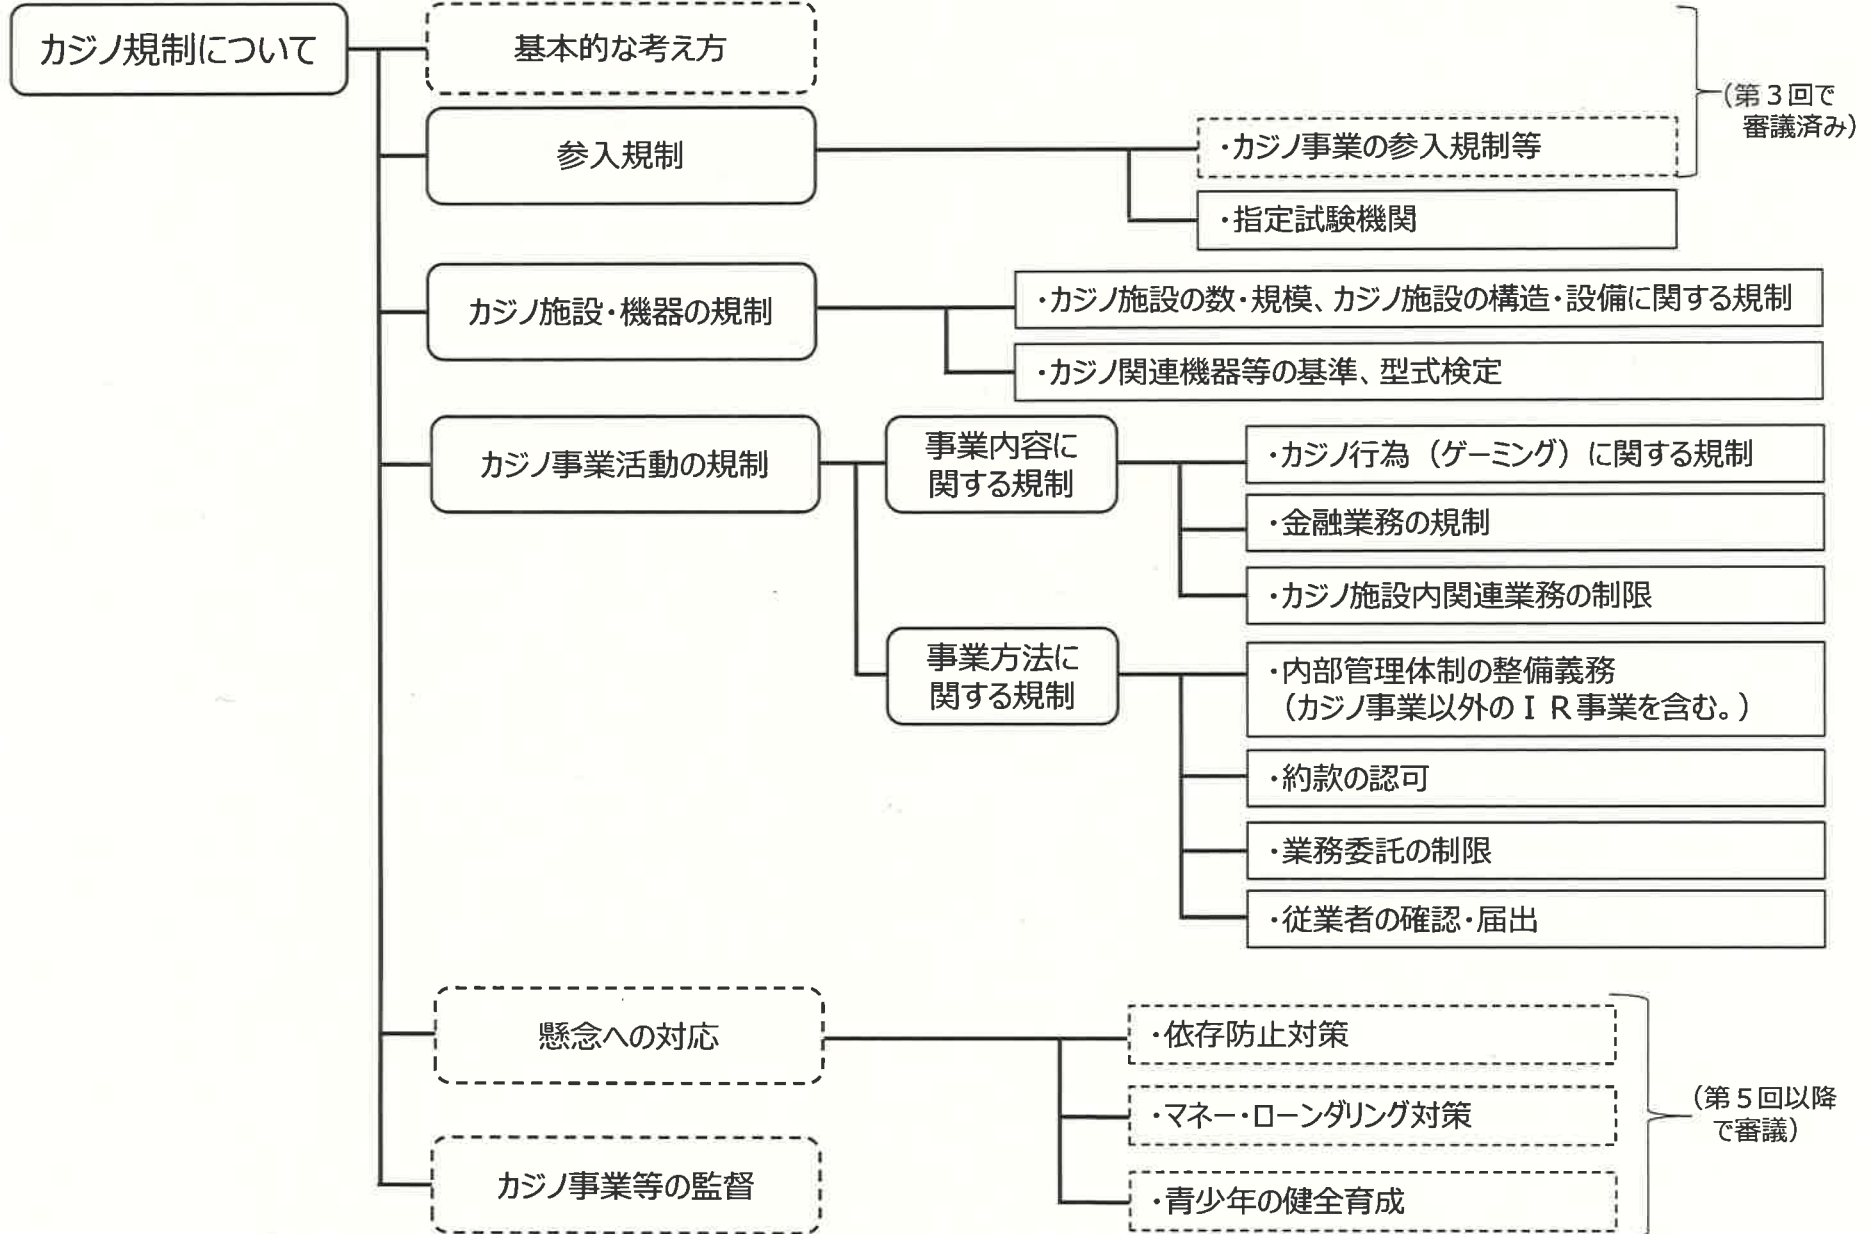 カジノ規制について
基本的な考え方
(第３回で
審議済み)
参入規制
・カジノ事業の参入規制等
・指定試験機関
カジノ施設・機器の規制
・カジノ施設の数・規模、カジノ施設の構造・設備に関する規制
・カジノ関連機器等の基準、型式検定
カジノ事業活動の規制
事業内容に
関する規制
・カジノ行為（ゲーミング）に関する規制
・金融業務の規制
・カジノ施設内関連業務の制限
事業方法に
関する規制
・内部管理体制の整備義務
（カジノ事業以外のＩＲ事業を含む。）
・約款の認可
・業務委託の制限
・従業者の確認・届出
懸念への対応
・依存防止対策
・マネー・ローンダリング対策
・青少年の健全育成
(第５回以降
で審議)
カジノ事業等の監督